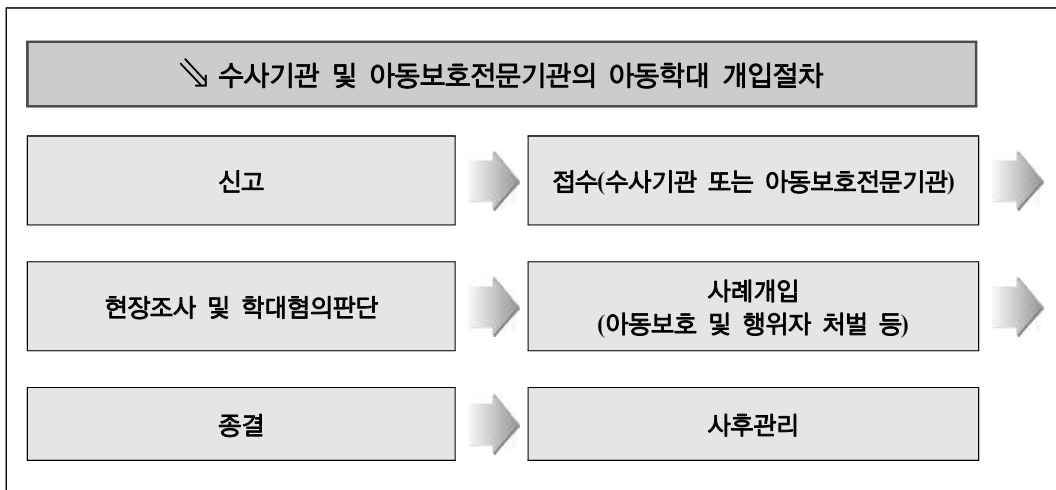 ↘ 수사기관 및 아동보호전문기관의 아동학대 개입절차
신고
접수(수사기관 또는 아동보호전문기관)
현장조사 및 학대혐의판단
사례개입
(아동보호 및 행위자 처벌 등)
종결
사후관리